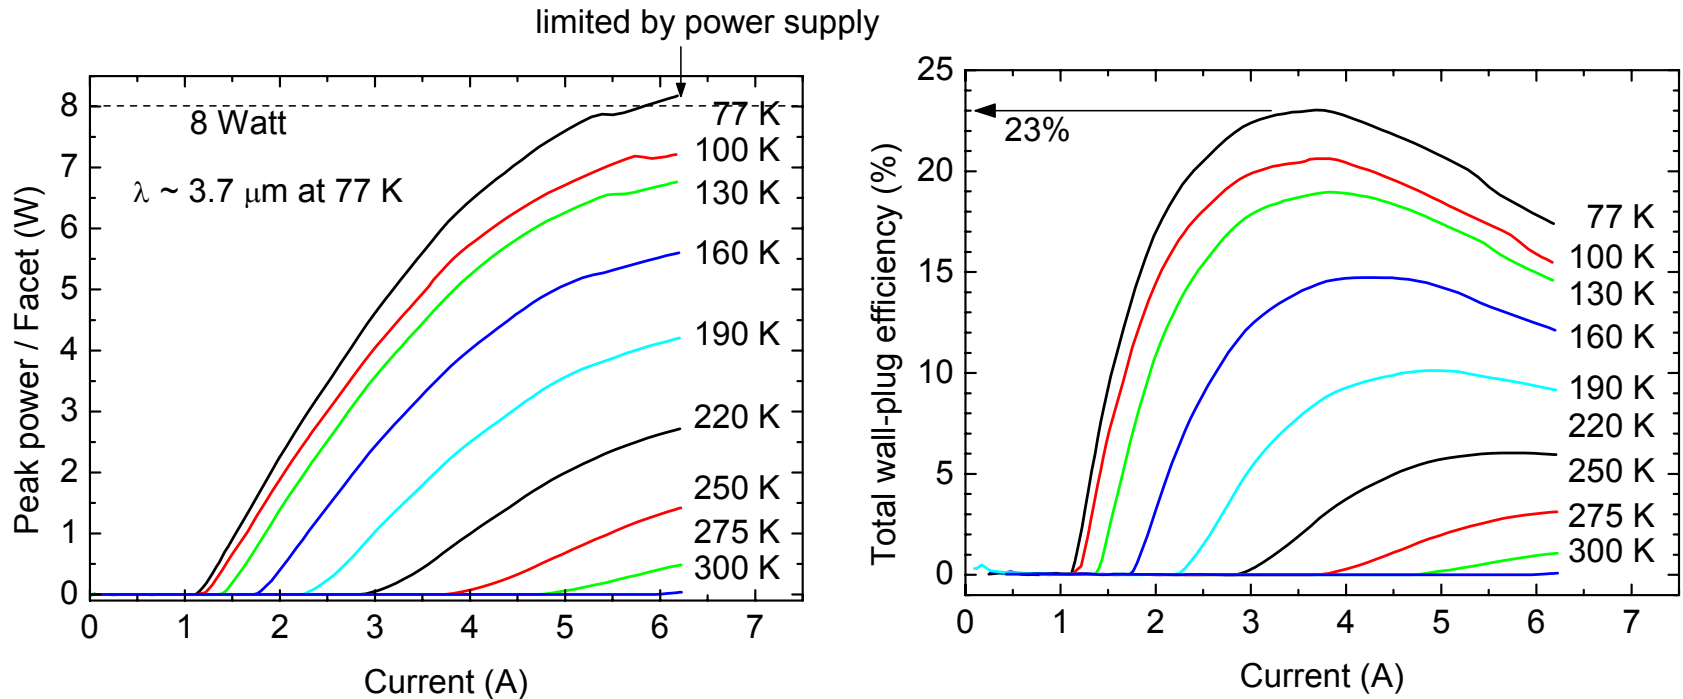 limited by power supply
8 Watt
λ ~ 3.7 μm at 77 K
77 K
100 K
130 K
160 K
190 K
220 K
250 K
275 K
300 K
Peak power / Facet (W)
8
7
6
5
4
3
2
1
0
0 1 2 3 4 5 6 7
Current (A)
23%
77 K
100 K
130 K
160 K
190 K
220 K
250 K
275 K
300 K
Total wall-plug efficiency (%)
25
20
15
10
5
0
0 1 2 3 4 5 6 7
Current (A)